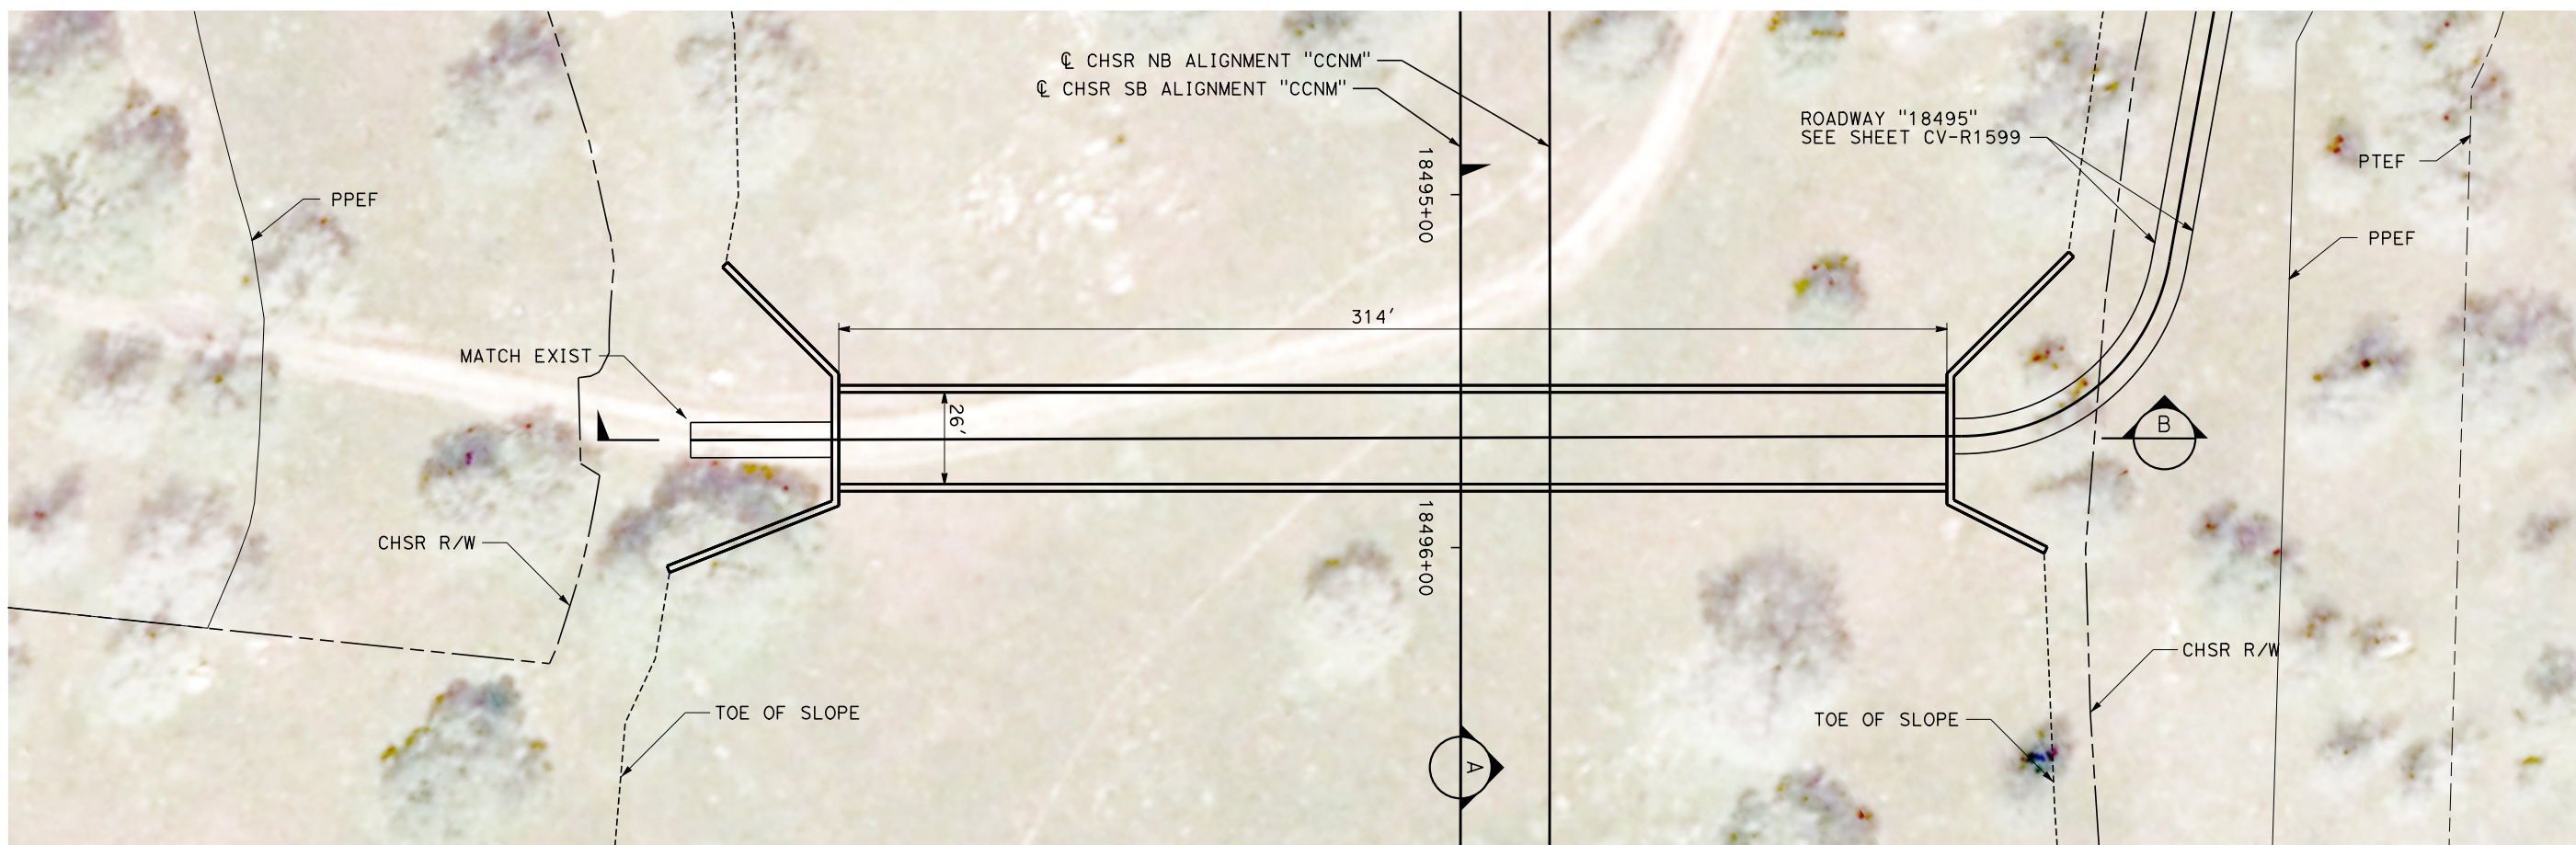 ℄ CHSR NB ALIGNMENT "CCNM"
℄ CHSR SB ALIGNMENT "CCNM"
ROADWAY "18495"
SEE SHEET CV-R1599
PTEF
PPEF
18495+00
PPEF
314'
MATCH EXIST
26'
B
CHSR R/W
18496+00
CHSR R/W
TOE OF SLOPE
TOE OF SLOPE
A